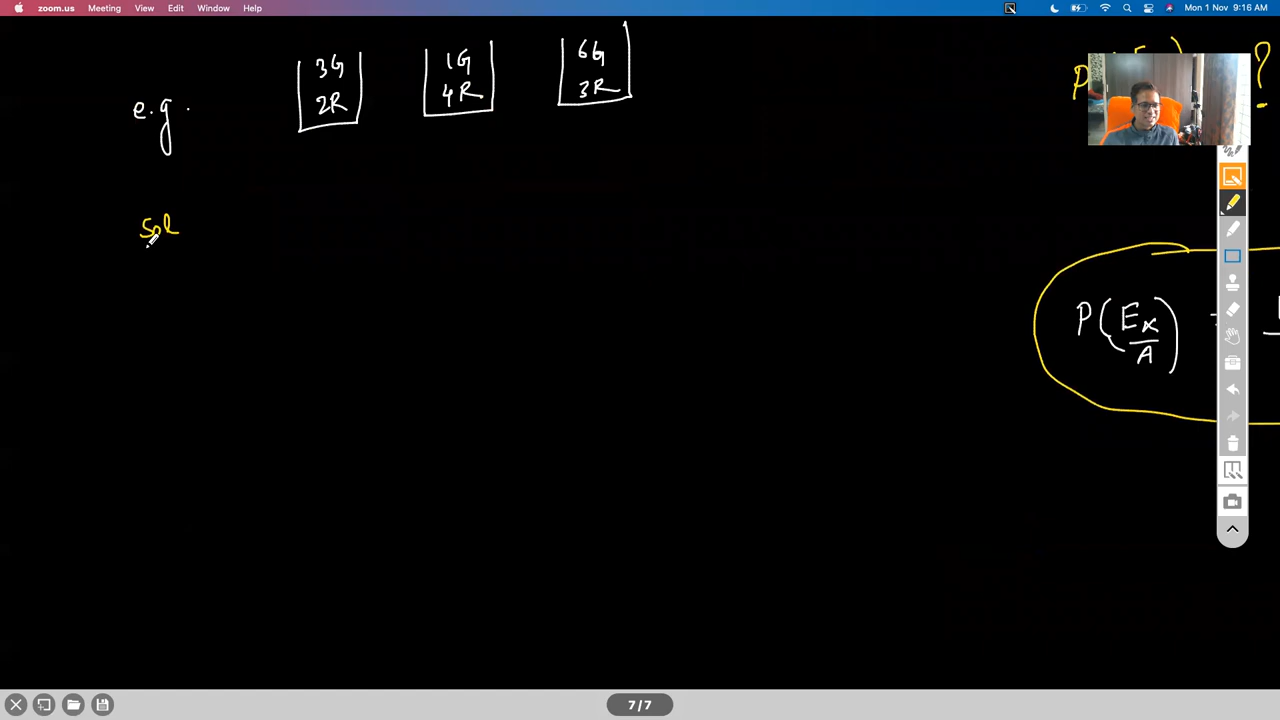 zoom.us Meeting View Edit Window Help Mon 1 Nov 9:16 AM
e.g.
3G
2R
1G
4R
6G
3R
P ) ?
Sol
P(Ek/A)
7/7